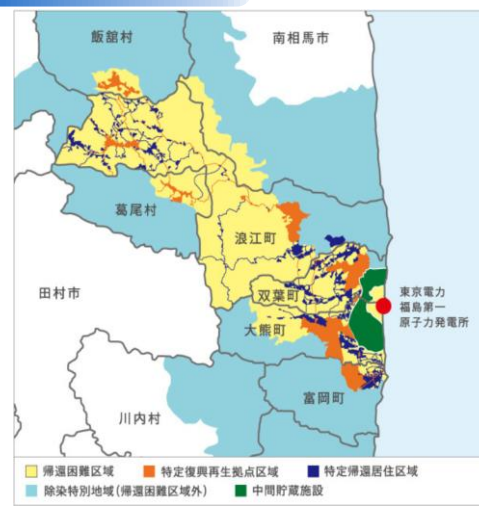 飯舘村
南相馬市
葛尾村
浪江町
田村市
双葉町
東京電力
福島第一
原子力発電所
大熊町
富岡町
川内村
帰還困難区域
特定復興再生拠点区域
特定帰還居住区域
除染特別地域(帰還困難区域外)
中間貯蔵施設